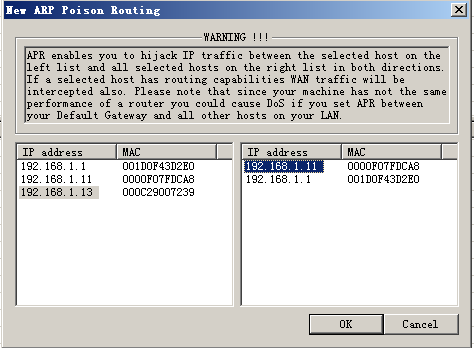 New ARP Poison Routing
WARNING !!!
APR enables you to hijack IP traffic between the selected host on the
left list and all selected hosts on the right list in both directions.
If a selected host has routing capabilities WAN traffic will be
intercepted also. Please note that since your machine has not the same
performance of a router you could cause DoS if you set APR between
your Default Gateway and all other hosts on your LAN.
IP address MAC
192.168.1.1 001D0F43D2E0
192.168.1.11 0000F07FDCA8
192.168.1.13 000C29007239
IP address MAC
192.168.1.11 0000F07FDCA8
192.168.1.1 001D0F43D2E0
OK Cancel